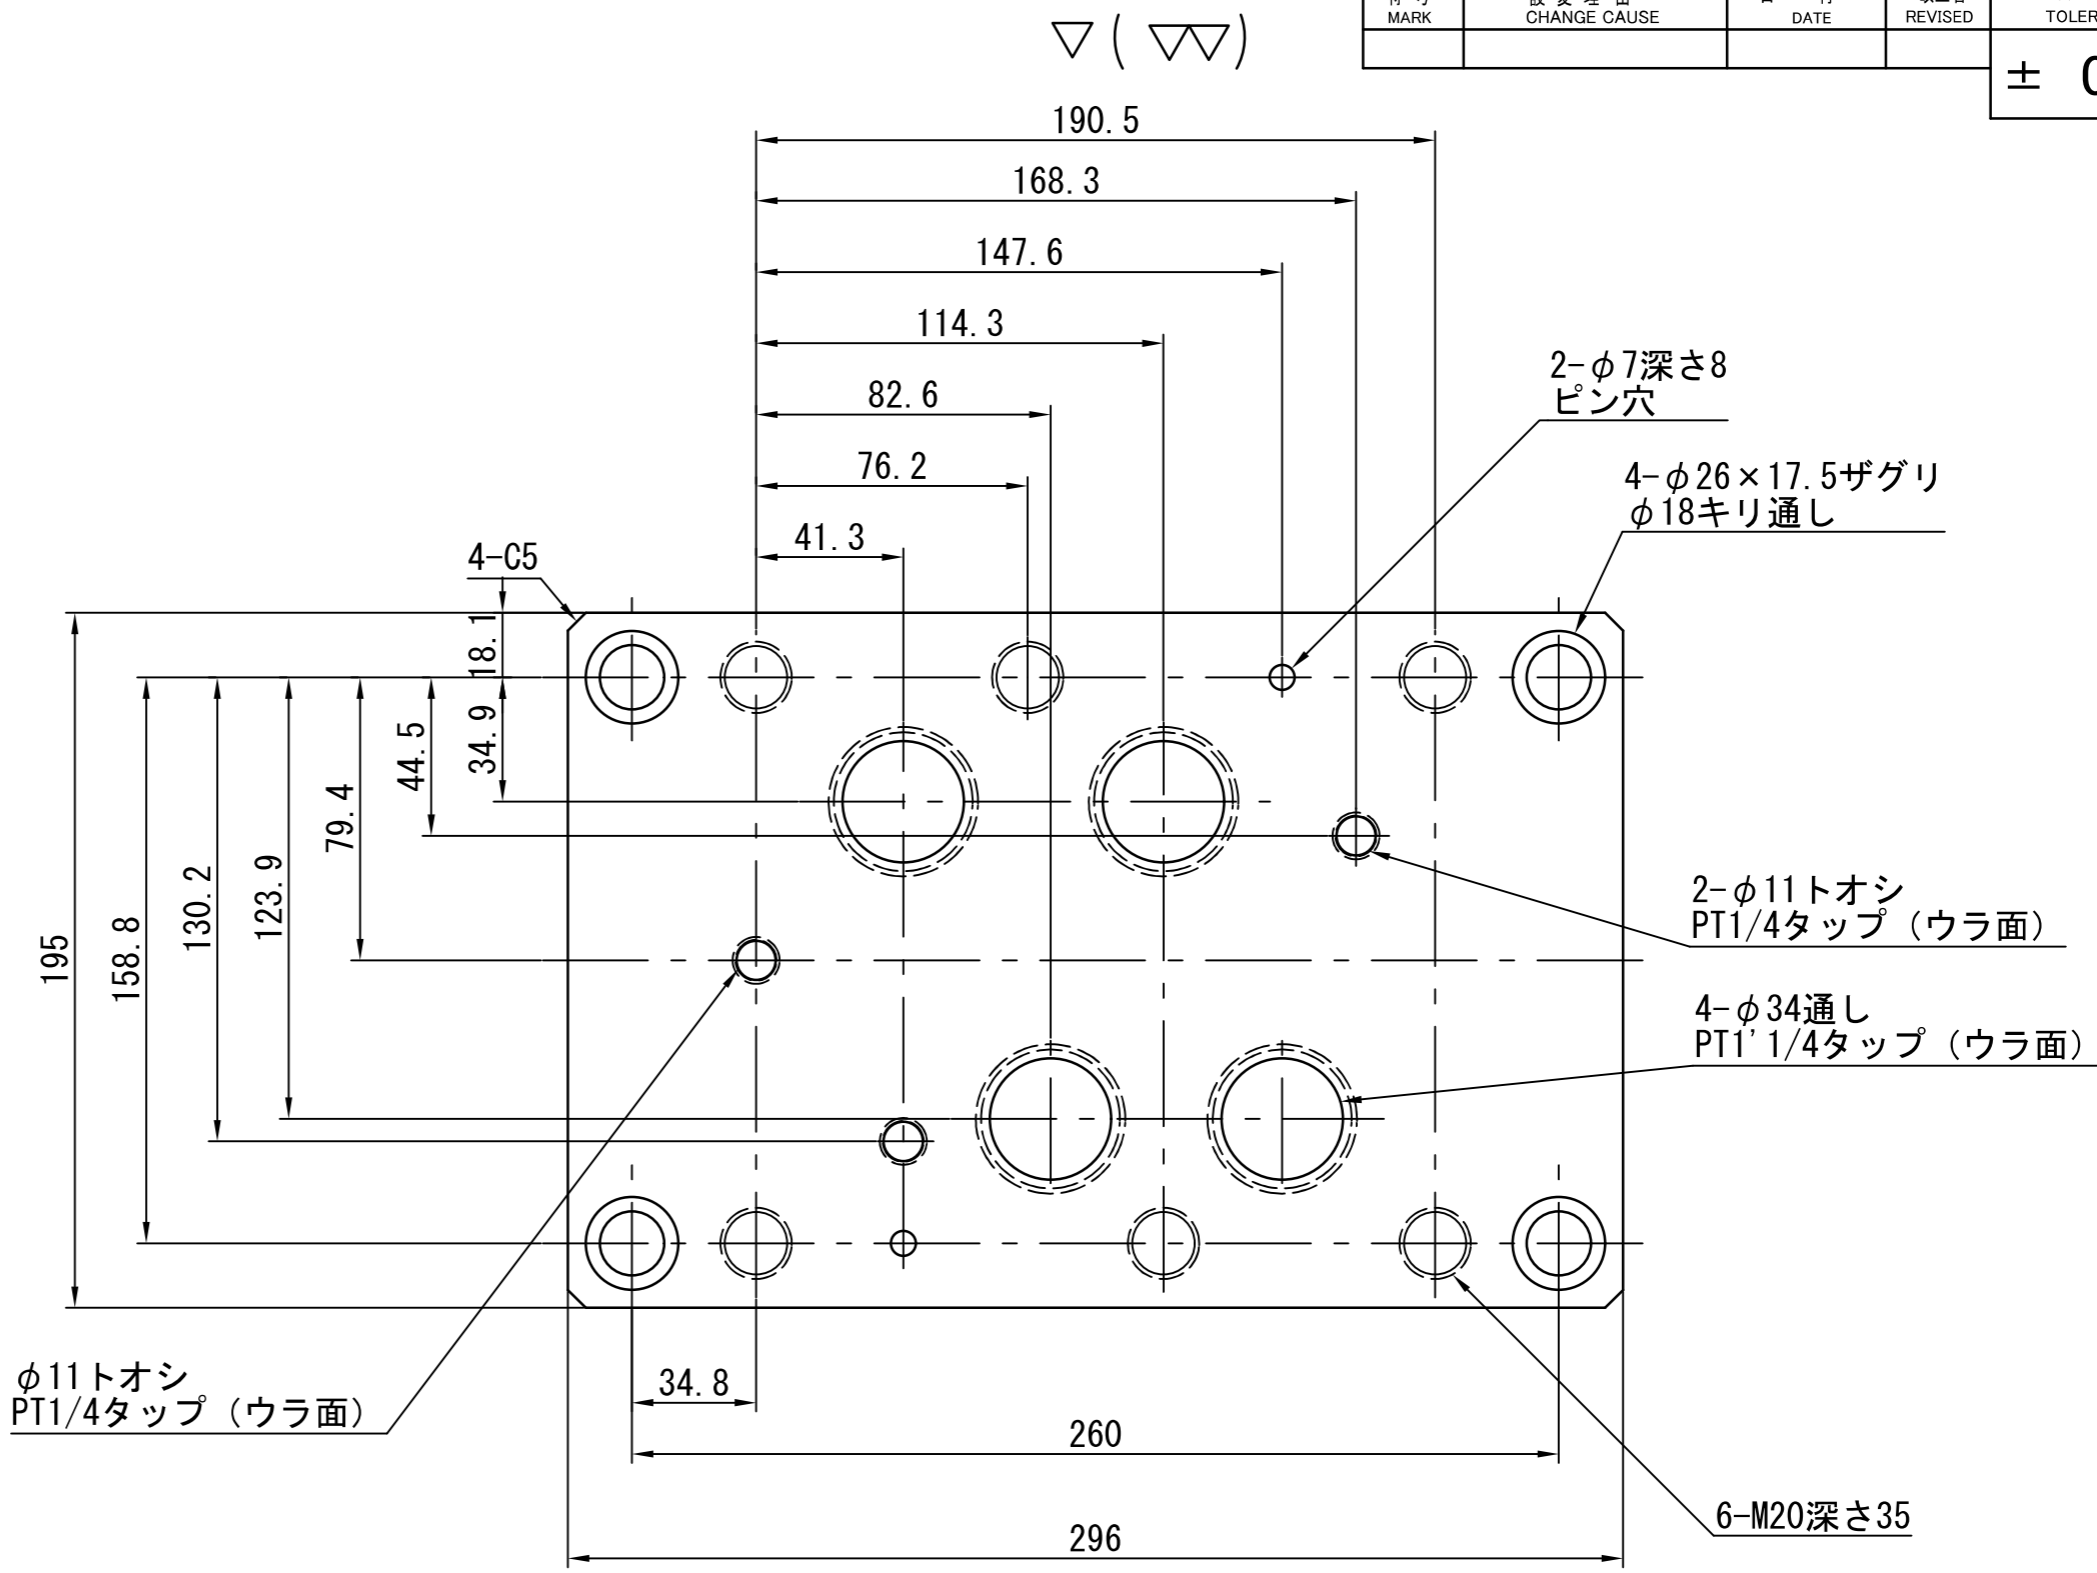 MARK
CHANGE CAUSE
DATE
REVISED
TOLER
▽(▽▽)
± 0
190.5
168.3
147.6
114.3
82.6
76.2
41.3
2-φ7深さ8
ピン穴
4-φ26×17.5ザグリ
φ18キリ通し
4-C5
18.1
34.9
44.5
79.4
123.9
130.2
158.8
195
2-φ11トオシ
PT1/4タップ（ウラ面）
4-φ34通し
PT1'1/4タップ（ウラ面）
φ11トオシ
PT1/4タップ（ウラ面）
34.8
260
296
6-M20深さ35